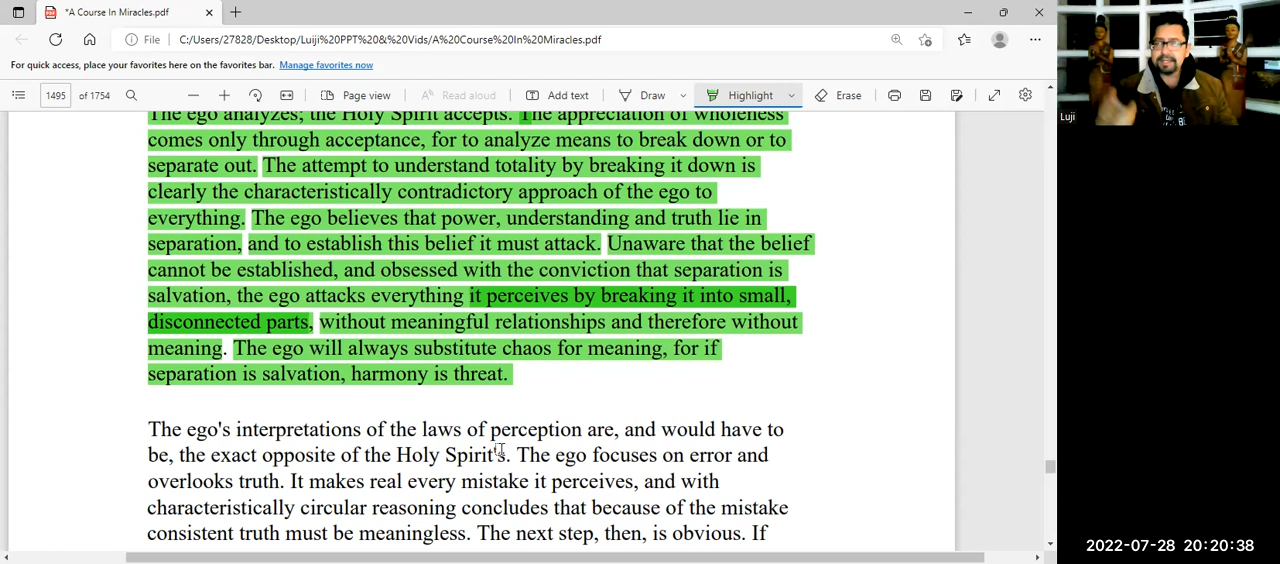 *A Course In Miracles.pdf
File
C:/Users/27828/Desktop/Luiji%20PPT%20&%20Vids/A%20Course%20In%20Miracles.pdf
For quick access, place your favorites here on the favorites bar. Manage favorites now
1495 of 1754
Page view
Read aloud
Add text
Draw
Highlight
Erase
The ego analyzes; the Holy Spirit accepts. The appreciation of wholeness
comes only through acceptance, for to analyze means to break down or to
separate out. The attempt to understand totality by breaking it down is
clearly the characteristically contradictory approach of the ego to
everything. The ego believes that power, understanding and truth lie in
separation, and to establish this belief it must attack. Unaware that the belief
cannot be established, and obsessed with the conviction that separation is
salvation, the ego attacks everything it perceives by breaking it into small,
disconnected parts, without meaningful relationships and therefore without
meaning. The ego will always substitute chaos for meaning, for if
separation is salvation, harmony is threat.
The ego's interpretations of the laws of perception are, and would have to
be, the exact opposite of the Holy Spirit's. The ego focuses on error and
overlooks truth. It makes real every mistake it perceives, and with
characteristically circular reasoning concludes that because of the mistake
consistent truth must be meaningless. The next step, then, is obvious. If
Luji
2022-07-28 20:20:38